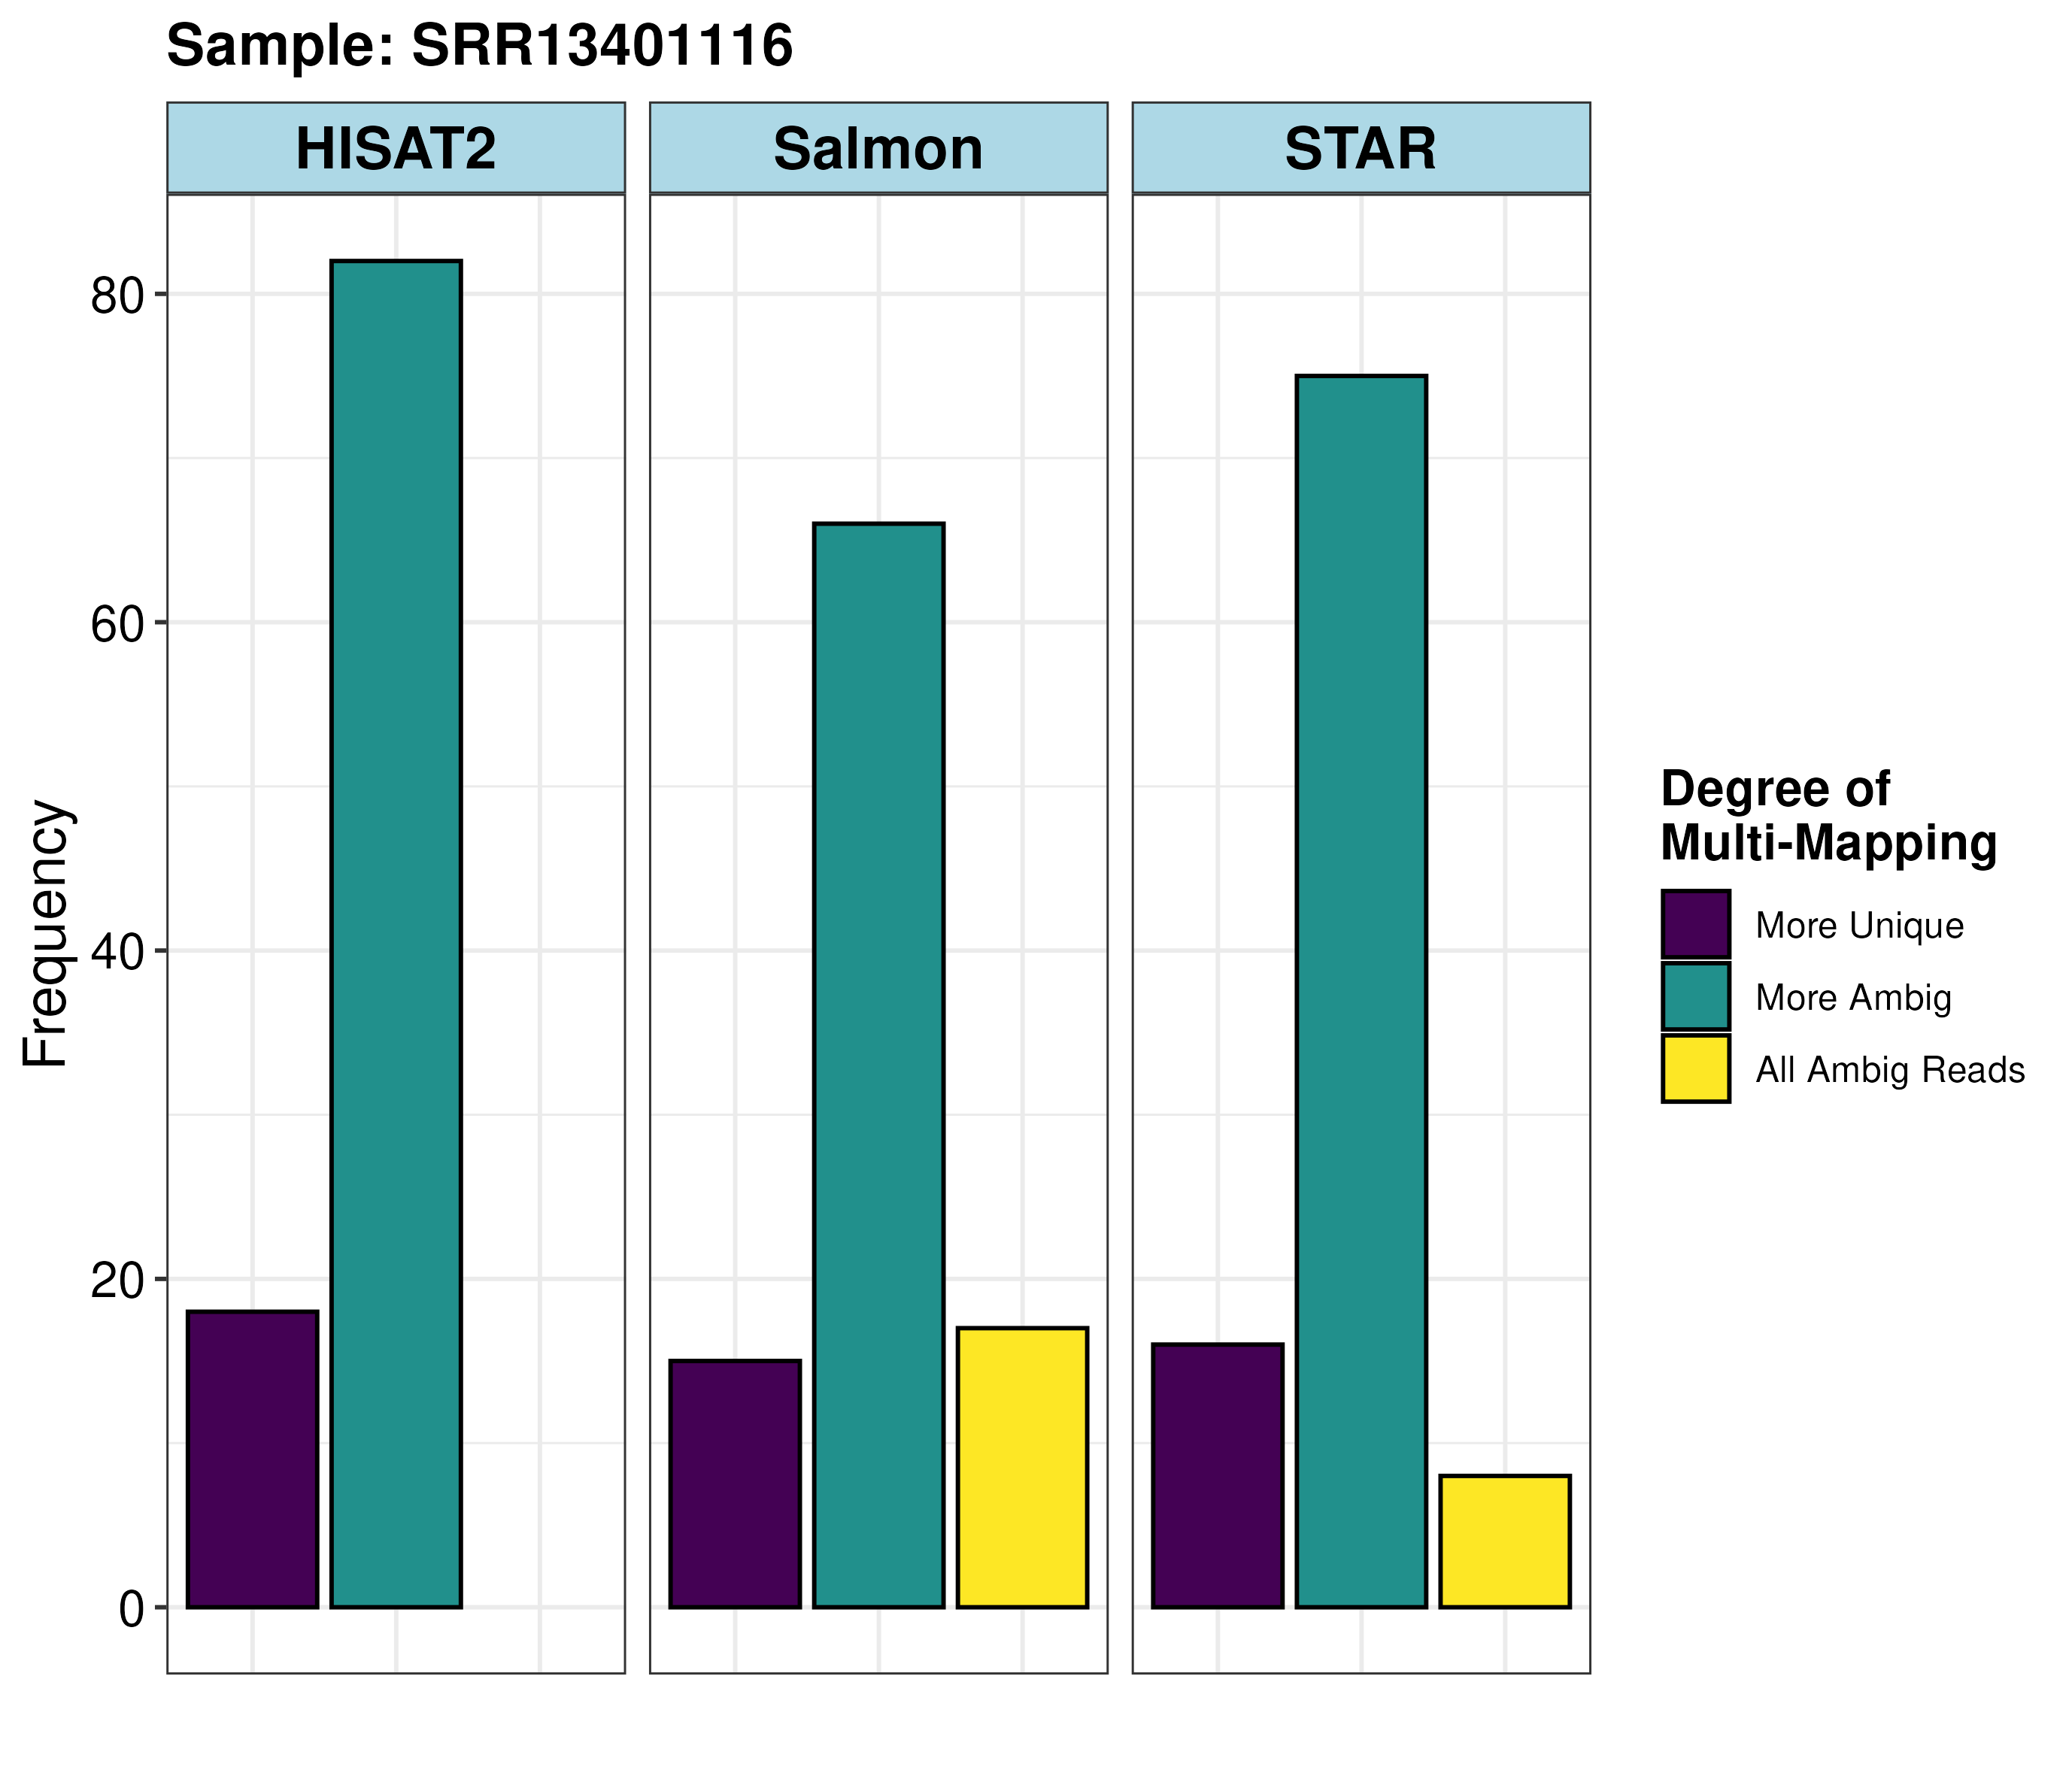 Sample: SRR13401116
HISAT2
Salmon
STAR
80
60
40
20
0
Frequency
Degree of
Multi-Mapping
More Unique
More Ambig
All Ambig Reads